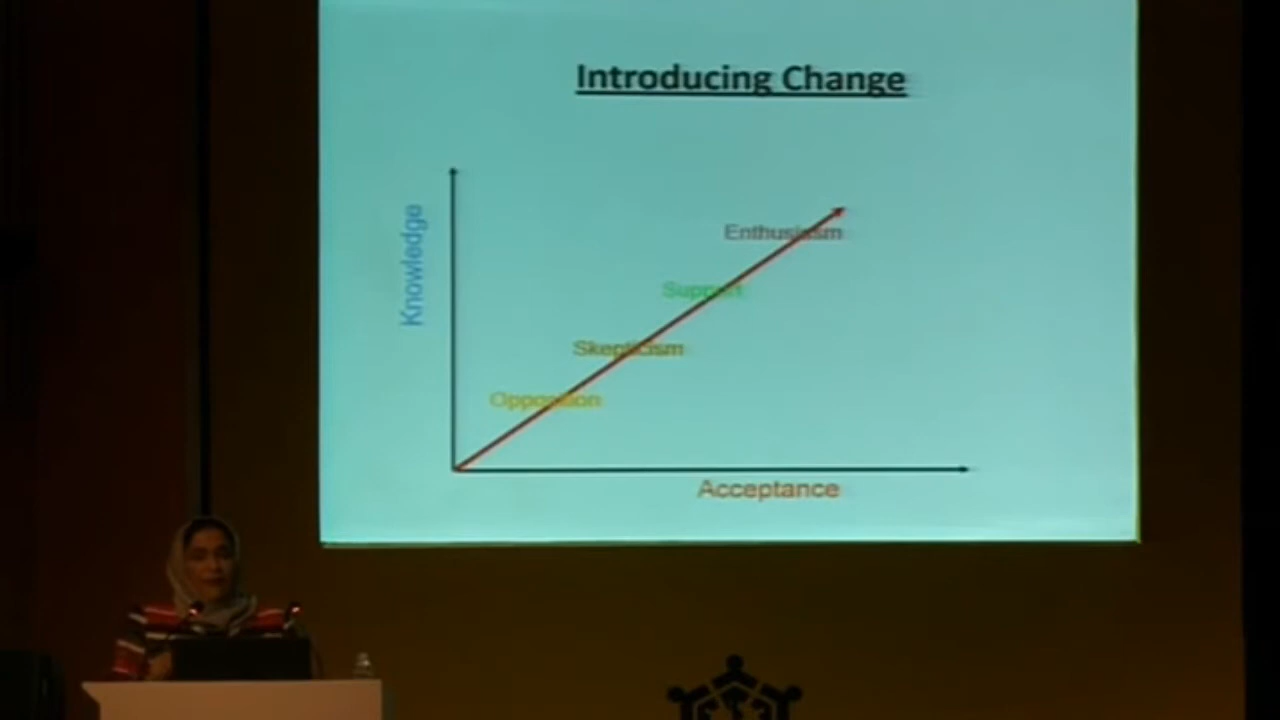 Introducing Change
Knowledge
Enthusiasm
Support
Skepticism
Opposition
Acceptance